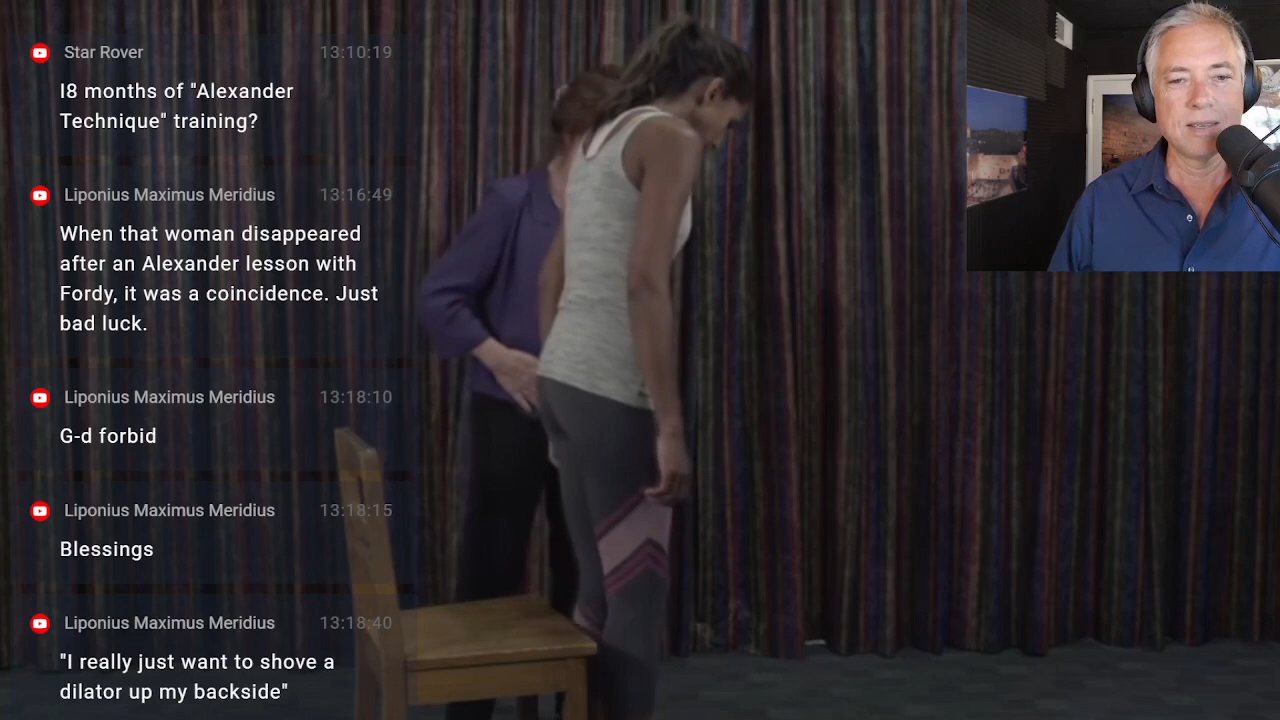 Star Rover 13:10:19
I8 months of "Alexander
Technique" training?
Liponius Maximus Meridius 13:16:49
When that woman disappeared
after an Alexander lesson with
Fordy, it was a coincidence. Just
bad luck.
Liponius Maximus Meridius 13:18:10
G-d forbid
Liponius Maximus Meridius 13:18:15
Blessings
Liponius Maximus Meridius 13:18:40
"I really just want to shove a
dilator up my backside"